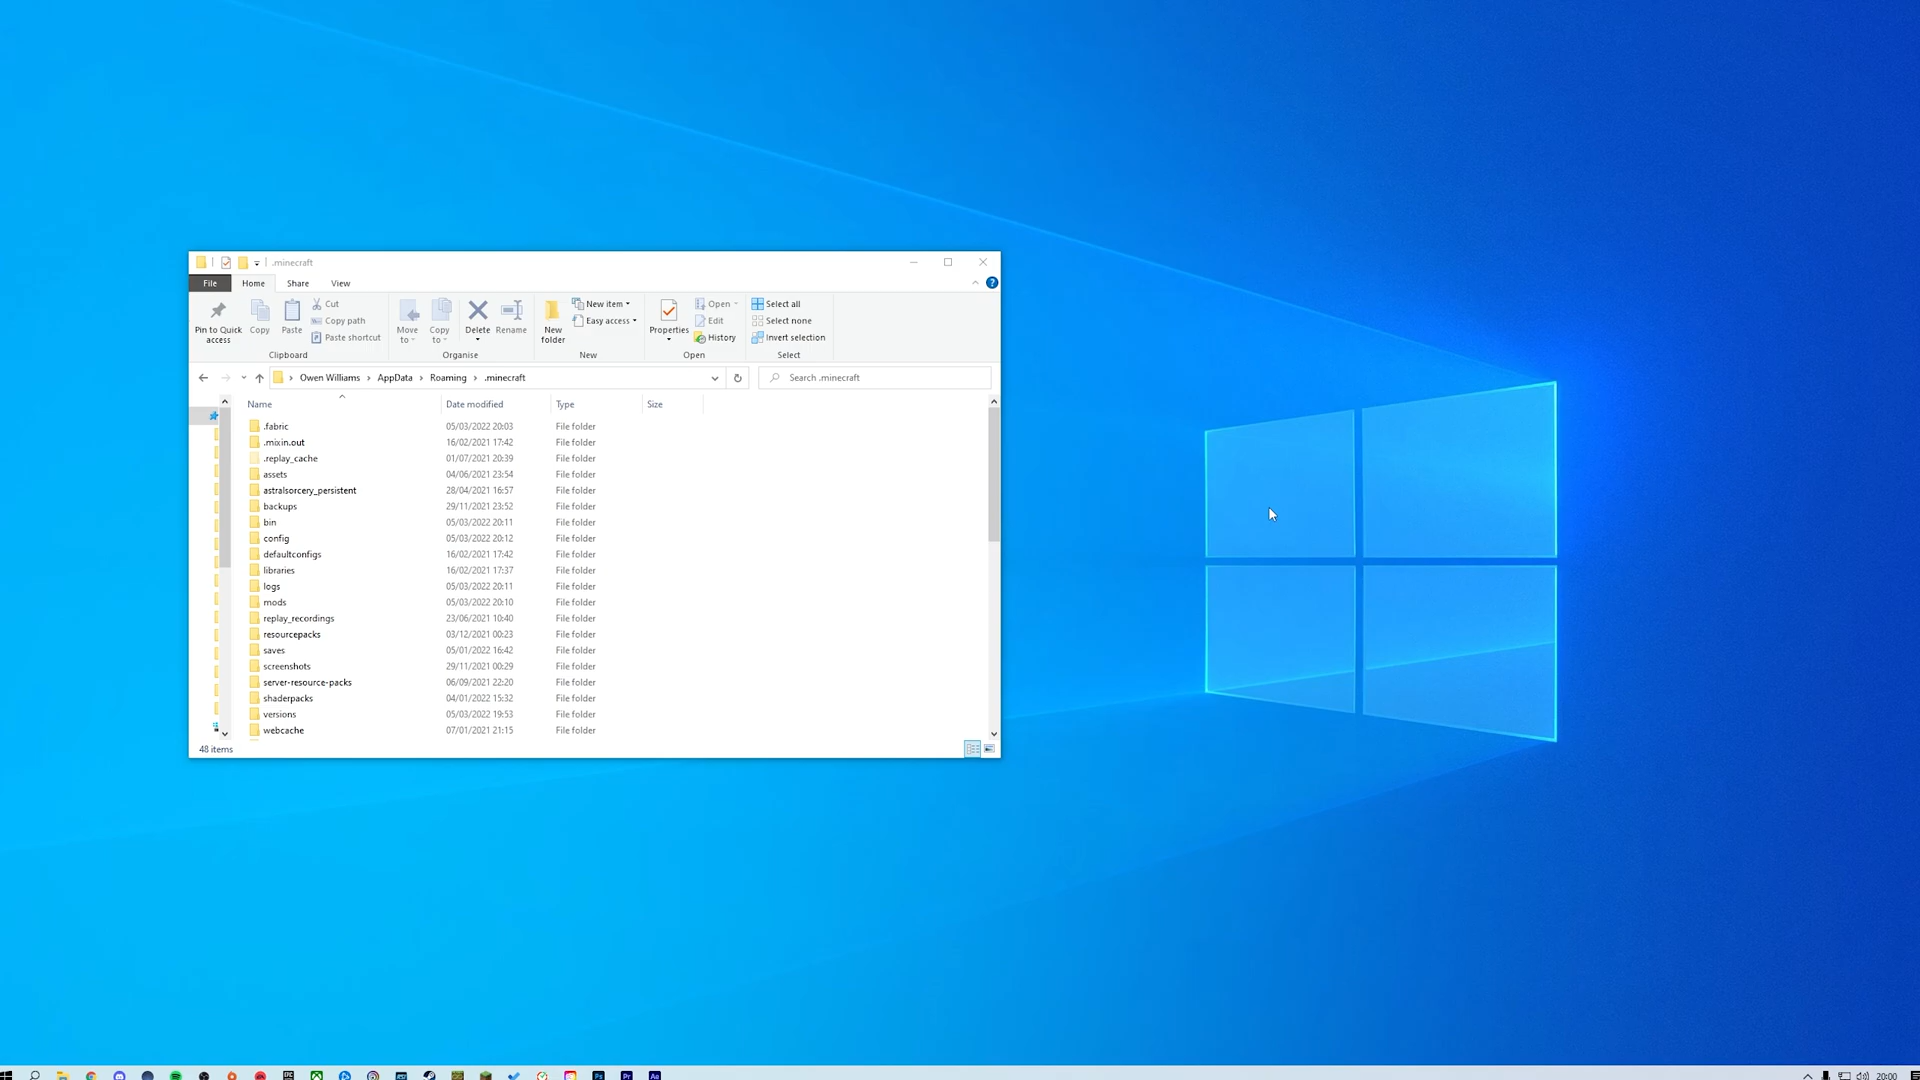 .minecraft
File Home Share View
Pin to Quick access
Copy
Paste
Cut
Copy path
Paste shortcut
Clipboard
Move to
Copy to
Delete
Rename
Organise
New folder
New item
Easy access
New
Properties
Open
Edit
History
Open
Select all
Select none
Invert selection
Select
Owen Williams › AppData › Roaming › .minecraft
Search .minecraft
Name Date modified Type Size
.fabric 05/03/2022 20:03 File folder
.mixin.out 16/02/2021 17:42 File folder
.replay_cache 01/07/2021 20:39 File folder
assets 04/06/2021 23:54 File folder
astralsorcery_persistent 28/04/2021 16:57 File folder
backups 29/11/2021 23:52 File folder
bin 05/03/2022 20:11 File folder
config 05/03/2022 20:12 File folder
defaultconfigs 16/02/2021 17:42 File folder
libraries 16/02/2021 17:37 File folder
logs 05/03/2022 20:11 File folder
mods 05/03/2022 20:10 File folder
replay_recordings 23/06/2021 10:40 File folder
resourcepacks 03/12/2021 00:23 File folder
saves 05/01/2022 16:42 File folder
screenshots 29/11/2021 00:29 File folder
server-resource-packs 06/09/2021 22:20 File folder
shaderpacks 04/01/2022 15:32 File folder
versions 05/03/2022 19:53 File folder
webcache 07/01/2021 21:15 File folder
48 items
Ps Pr Ae
20:00